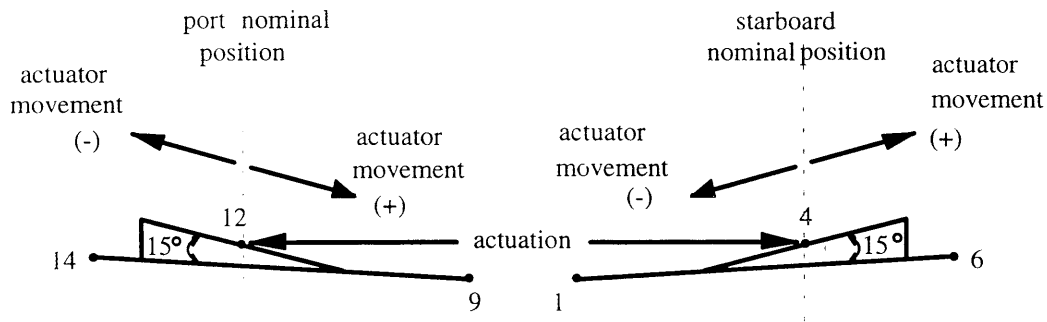 port nominal
position
starboard
nominal position
actuator
movement
(-)
actuator
movement
(+)
actuator
movement
(-)
actuator
movement
(+)
12
4
15°
actuation
15°
14
9
1
6